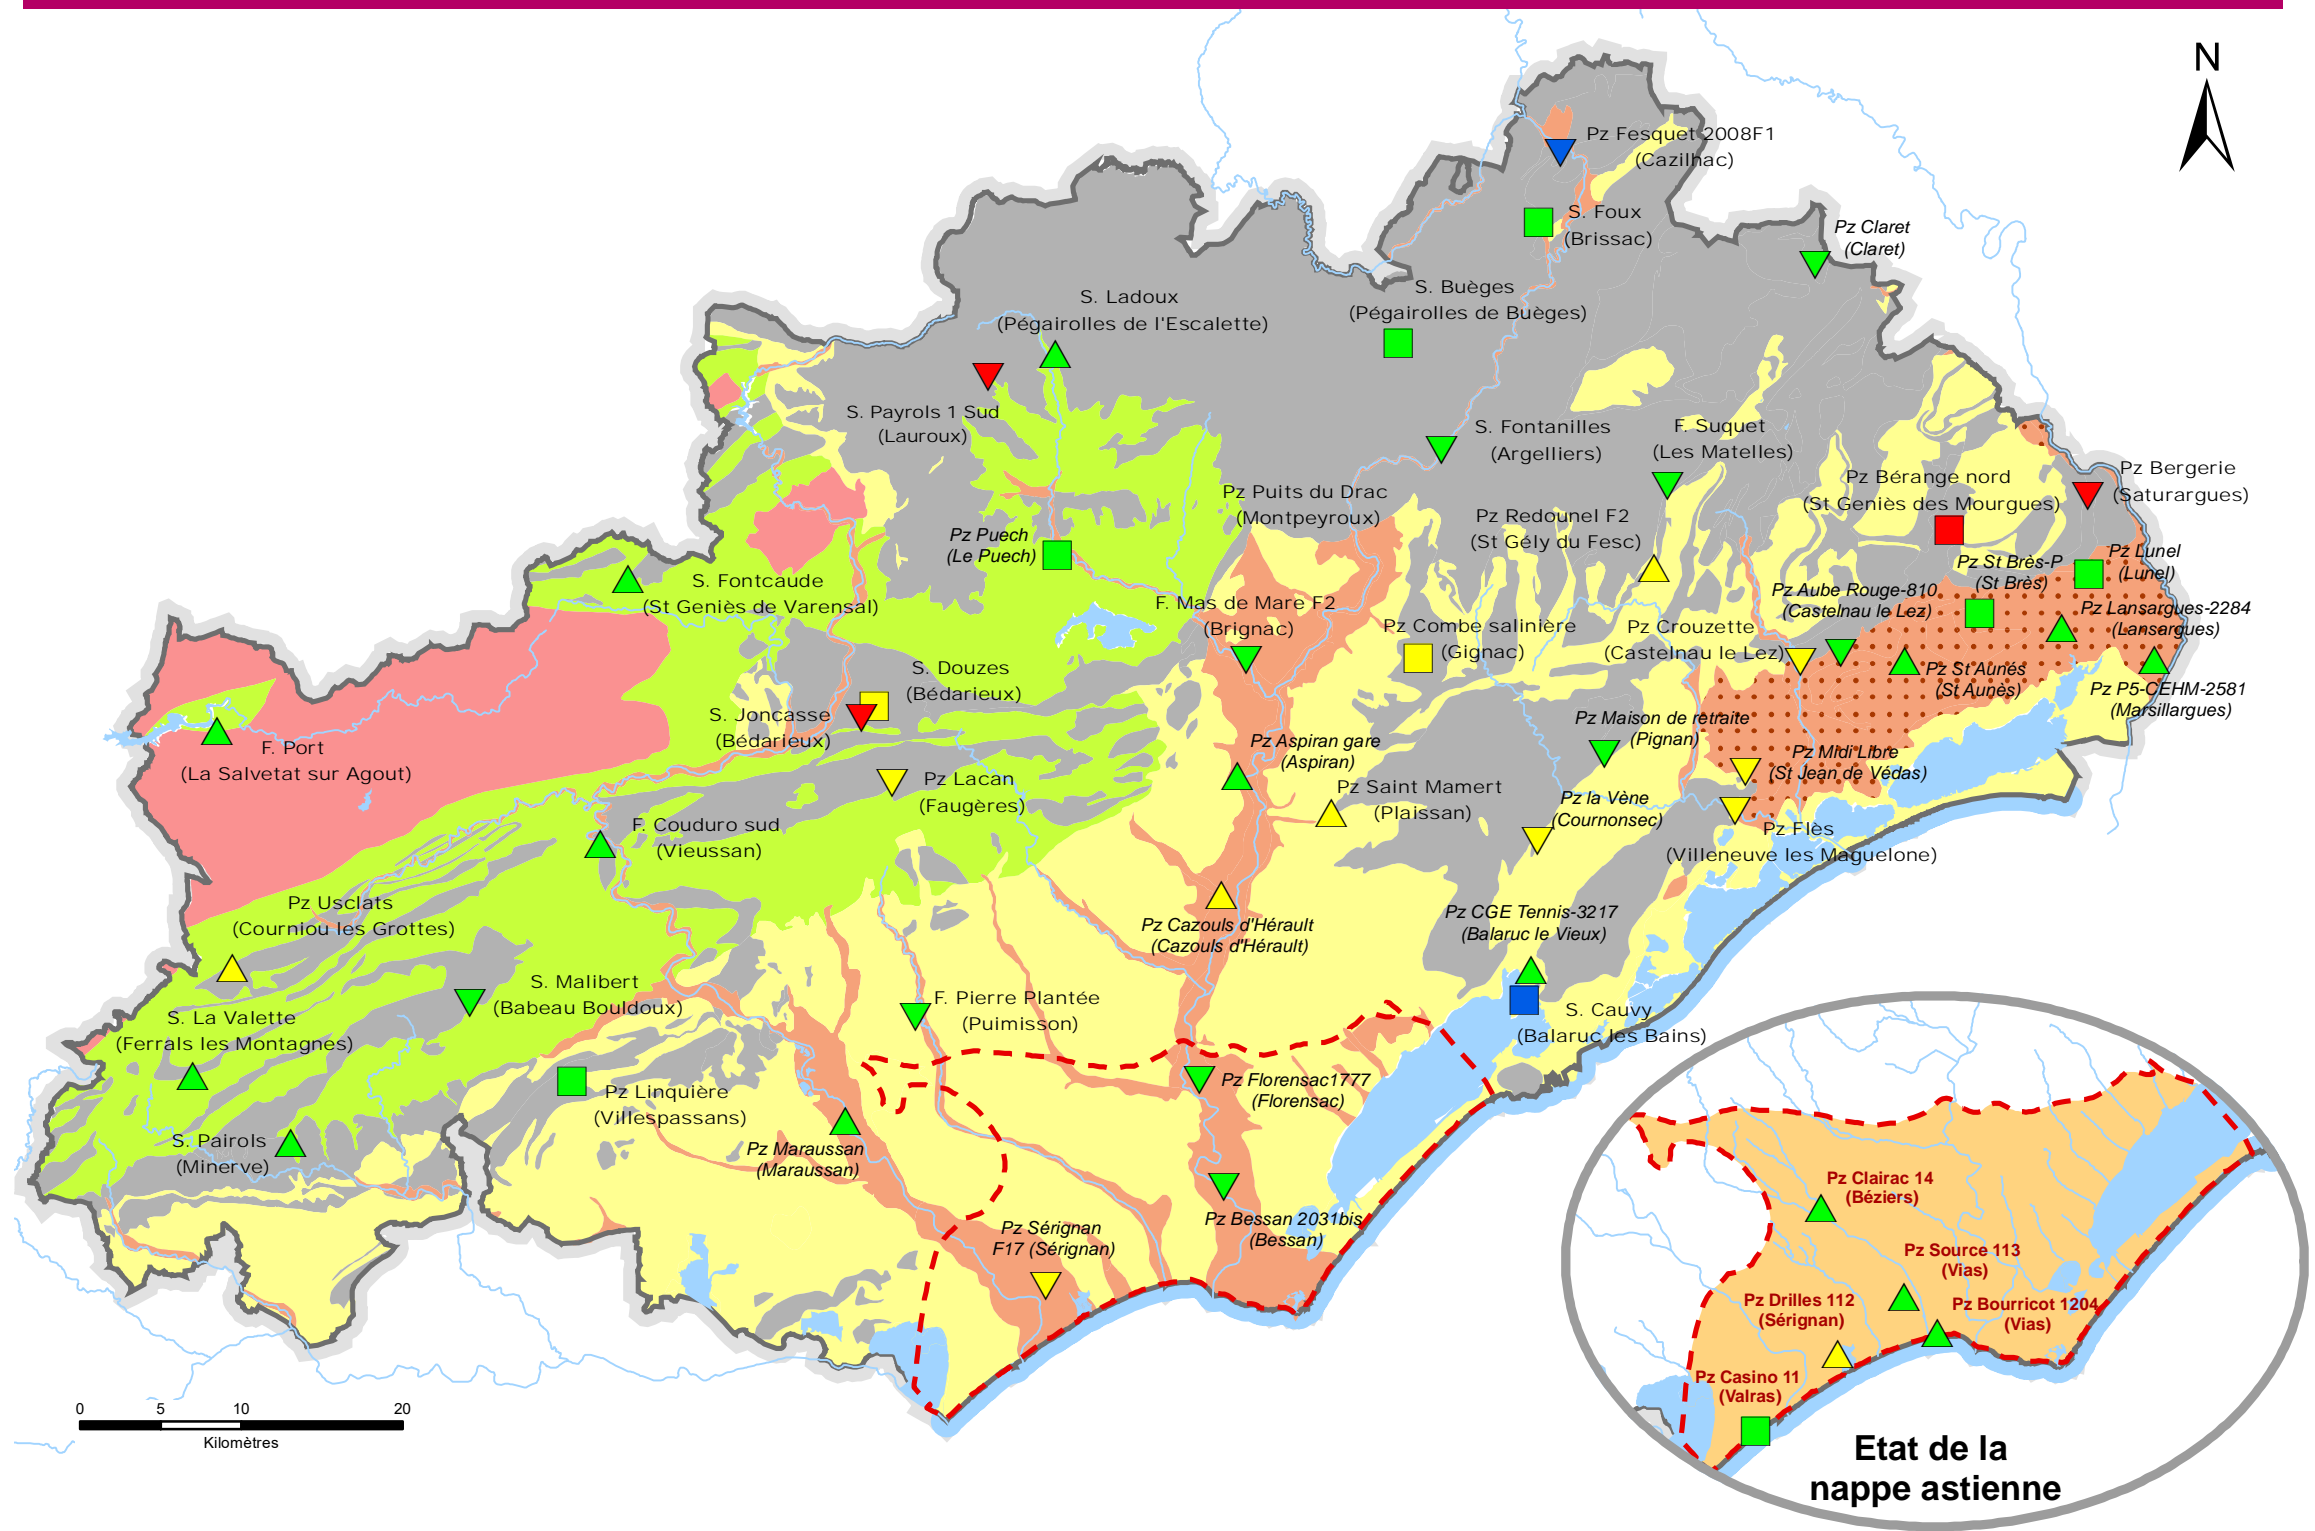 N
Pz Fesquet 2008F1
(Cazilhac)
S. Foux
(Brissac)
Pz Claret
(Claret)
S. Ladoux
(Pégairolles de l'Escalette)
S. Buèges
(Pégairolles de Buèges)
S. Payrols 1 Sud
(Lauroux)
S. Fontanilles
(Argelliers)
F. Suquet
(Les Matelles)
Pz Bérange nord
(St Geniès des Mourgues)
Pz Bergerie
(Saturargues)
Pz Puits du Drac
(Montpeyroux)
Pz Redounel F2
(St Gély du Fesc)
Pz Puech
(Le Puech)
Pz St Brès-P
(St Brès)
Pz Lunel
(Lunel)
S. Fontcaude
(St Geniès de Varensal)
F. Mas de Mare F2
(Brignac)
Pz Combe salinière
(Gignac)
Pz Crouzette
(Castelnau le Lez)
Pz Aube Rouge-810
(Castelnau le Lez)
Pz Lansargues-2284
(Lansargues)
Pz St Aunés
(St Aunès)
Pz P5-CEHM-2581
(Marsillargues)
S. Douzes
(Bédarieux)
S. Joncasse
(Bédarieux)
F. Port
(La Salvetat sur Agout)
Pz Aspiran gare
(Aspiran)
Pz Maison de retraite
(Pignan)
Pz Midi Libre
(St Jean de Védas)
Pz Lacan
(Faugères)
Pz Saint Mamert
(Plaissan)
Pz la Vène
(Cournonsec)
F. Couduro sud
(Vieussan)
Pz Flès
(Villeneuve les Maguelone)
Pz Usclats
(Courniou les Grottes)
Pz Cazouls d'Hérault
(Cazouls d'Hérault)
Pz CGE Tennis-3217
(Balaruc le Vieux)
S. Malibert
(Babeau Bouldoux)
F. Pierre Plantée
(Puimisson)
S. Cauvy
(Balaruc les Bains)
S. La Valette
(Ferrals les Montagnes)
Pz Linquière
(Villespassans)
Pz Florensac1777
(Florensac)
S. Pairols
(Minerve)
Pz Maraussan
(Maraussan)
Pz Bessan 2031bis
(Bessan)
Pz Sérignan
F17 (Sérignan)
Pz Clairac 14
(Béziers)
Pz Source 113
(Vias)
Pz Drilles 112
(Sérignan)
Pz Bourricot 1204
(Vias)
Pz Casino 11
(Valras)
Etat de la
nappe astienne
0 5 10 20
Kilomètres